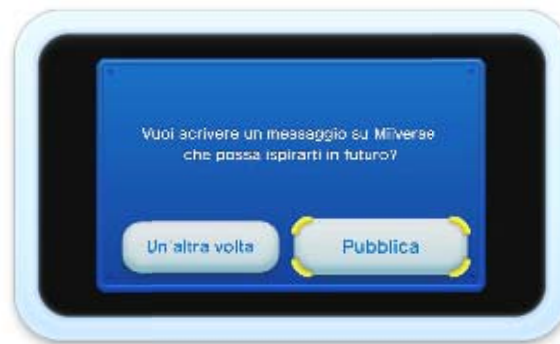 Vuoi scrivere un messaggio su Miiverse
che possa ispirarti in futuro?
Un'altra volta
Pubblica